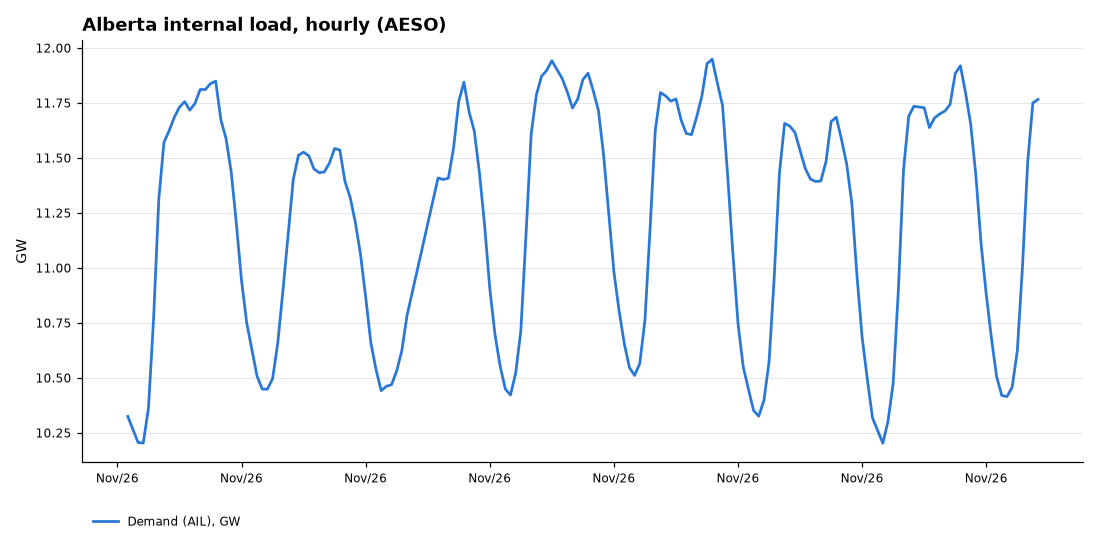 Alberta internal load, hourly (AESO)
12.00
11.75
11.50
11.25
11.00
10.75
10.50
10.25
GW
Nov/26 Nov/26 Nov/26 Nov/26 Nov/26 Nov/26 Nov/26 Nov/26
Demand (AIL), GW